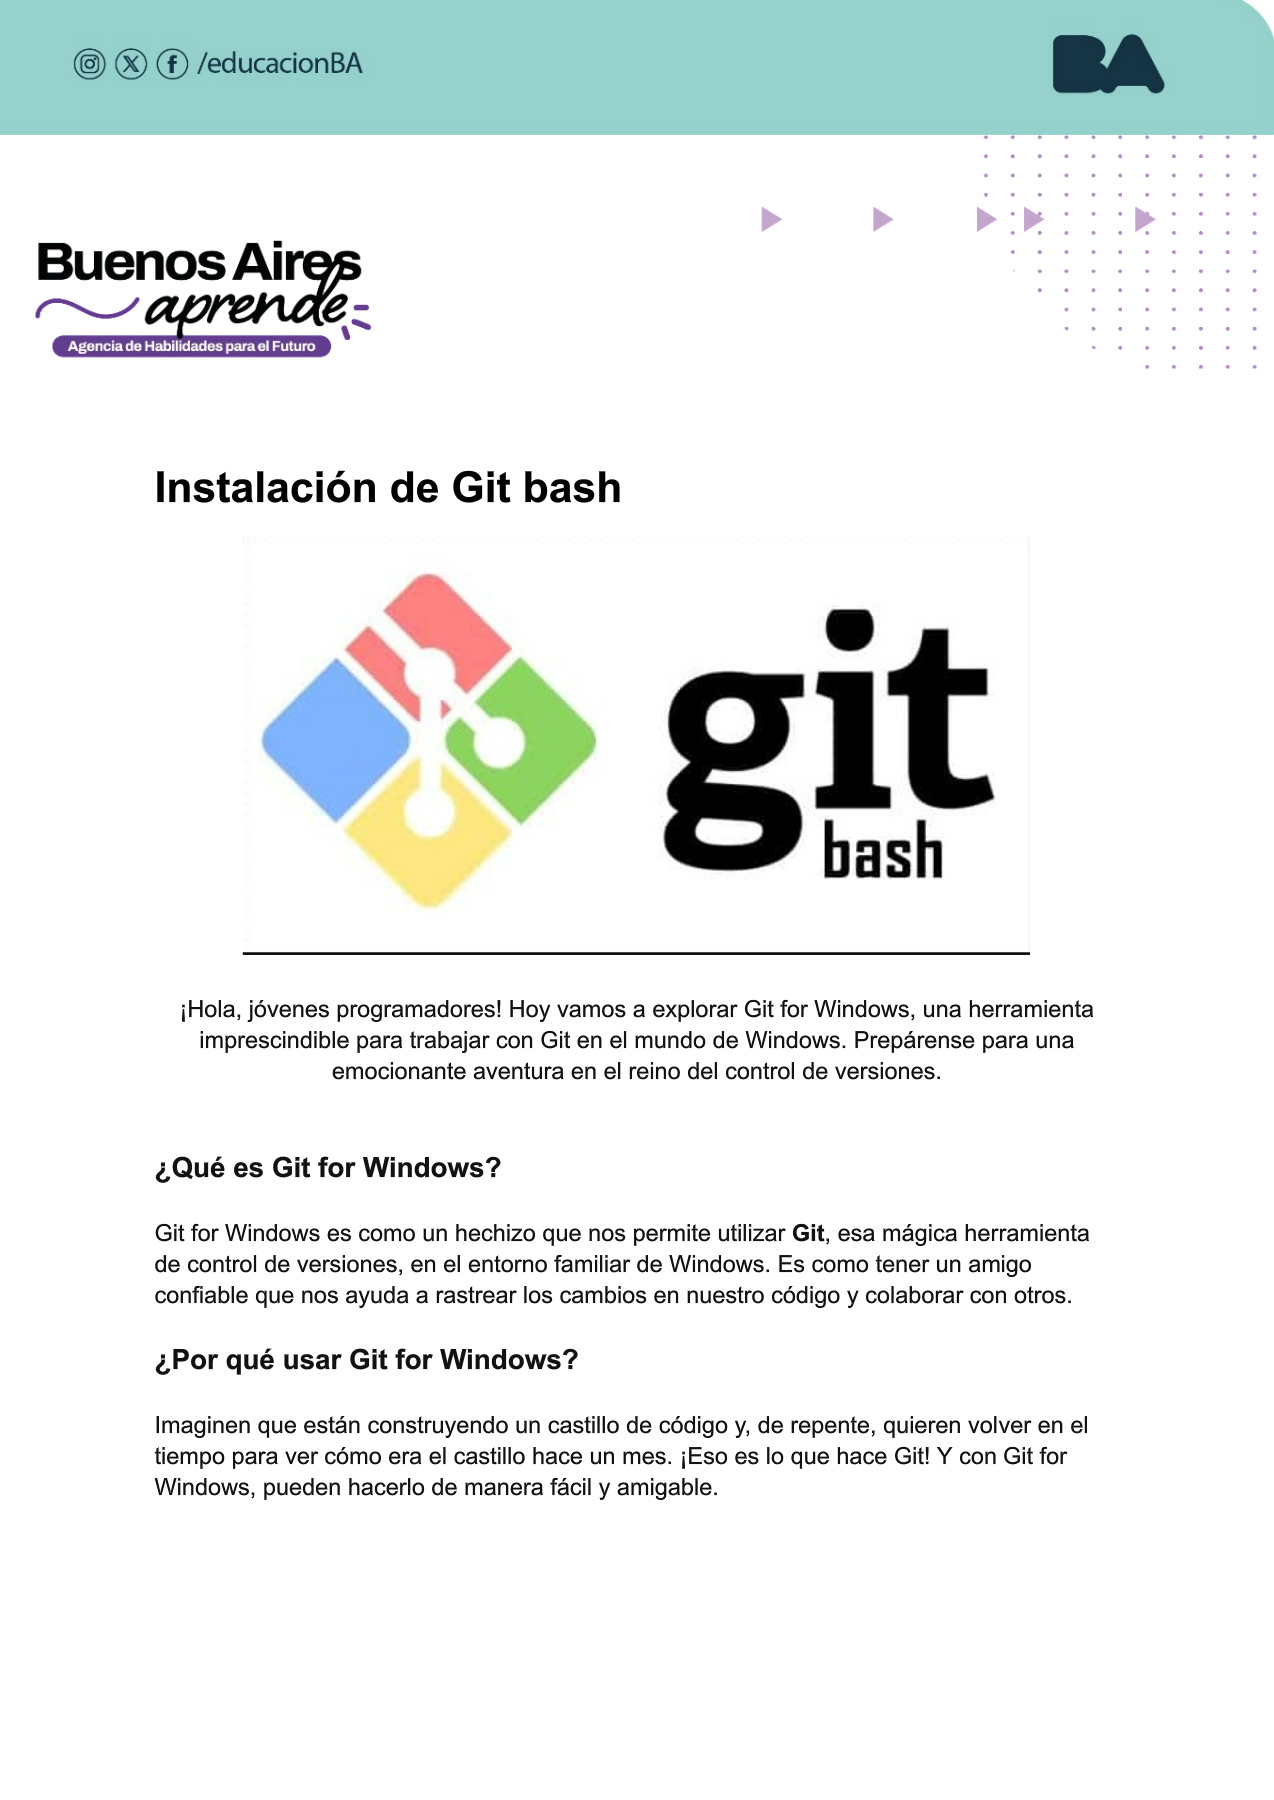 /educacionBA
BA
Buenos Aires
aprende
Agencia de Habilidades para el Futuro
Instalación de Git bash
git
bash
¡Hola, jóvenes programadores! Hoy vamos a explorar Git for Windows, una herramienta
imprescindible para trabajar con Git en el mundo de Windows. Prepárense para una
emocionante aventura en el reino del control de versiones.
¿Qué es Git for Windows?
Git for Windows es como un hechizo que nos permite utilizar Git, esa mágica herramienta
de control de versiones, en el entorno familiar de Windows. Es como tener un amigo
confiable que nos ayuda a rastrear los cambios en nuestro código y colaborar con otros.
¿Por qué usar Git for Windows?
Imaginen que están construyendo un castillo de código y, de repente, quieren volver en el
tiempo para ver cómo era el castillo hace un mes. ¡Eso es lo que hace Git! Y con Git for
Windows, pueden hacerlo de manera fácil y amigable.